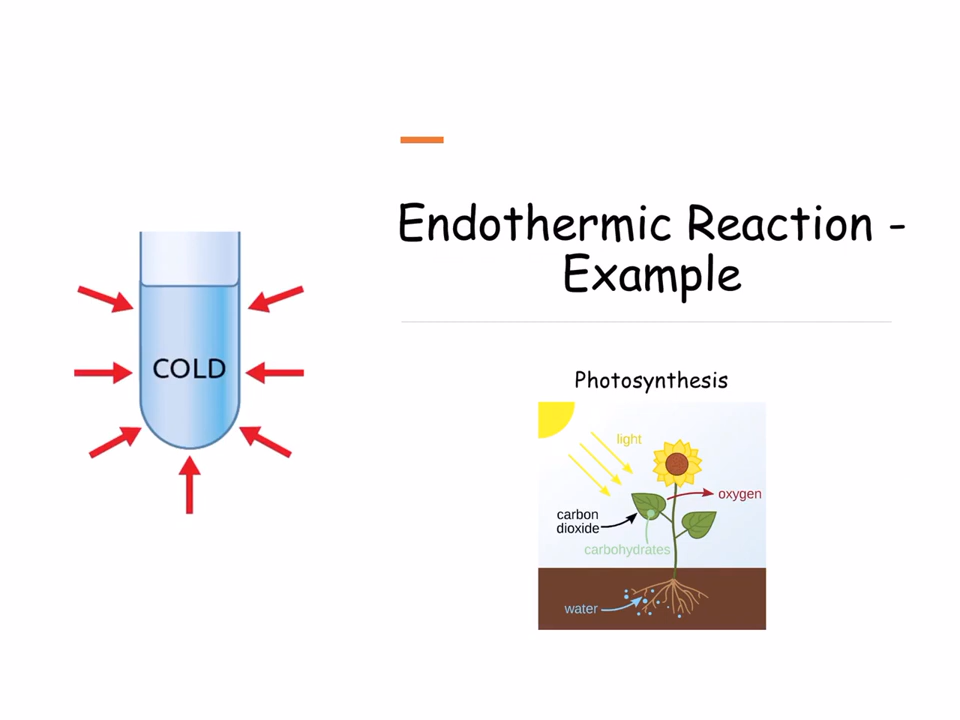 Endothermic Reaction -
Example
COLD
Photosynthesis
light
oxygen
carbon
dioxide
carbohydrates
water